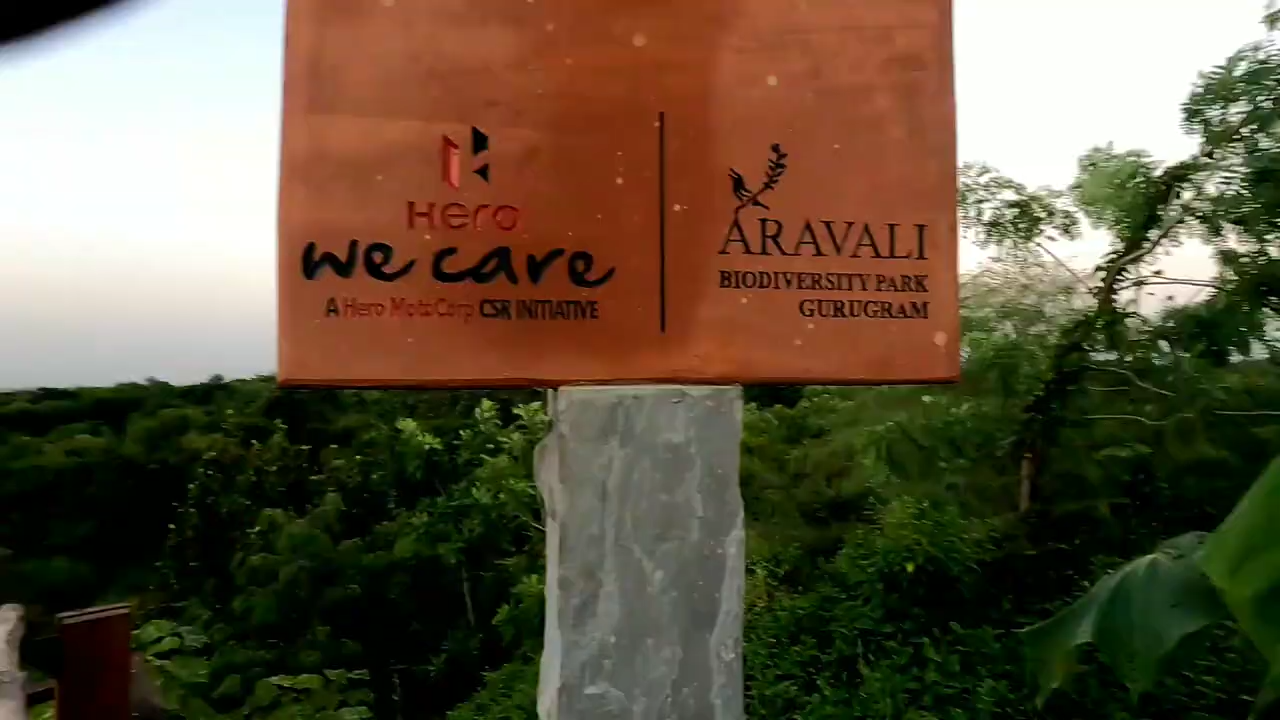 Hero
we care
A Hero MotoCorp CSR INITIATIVE
ARAVALI
BIODIVERSITY PARK
GURUGRAM